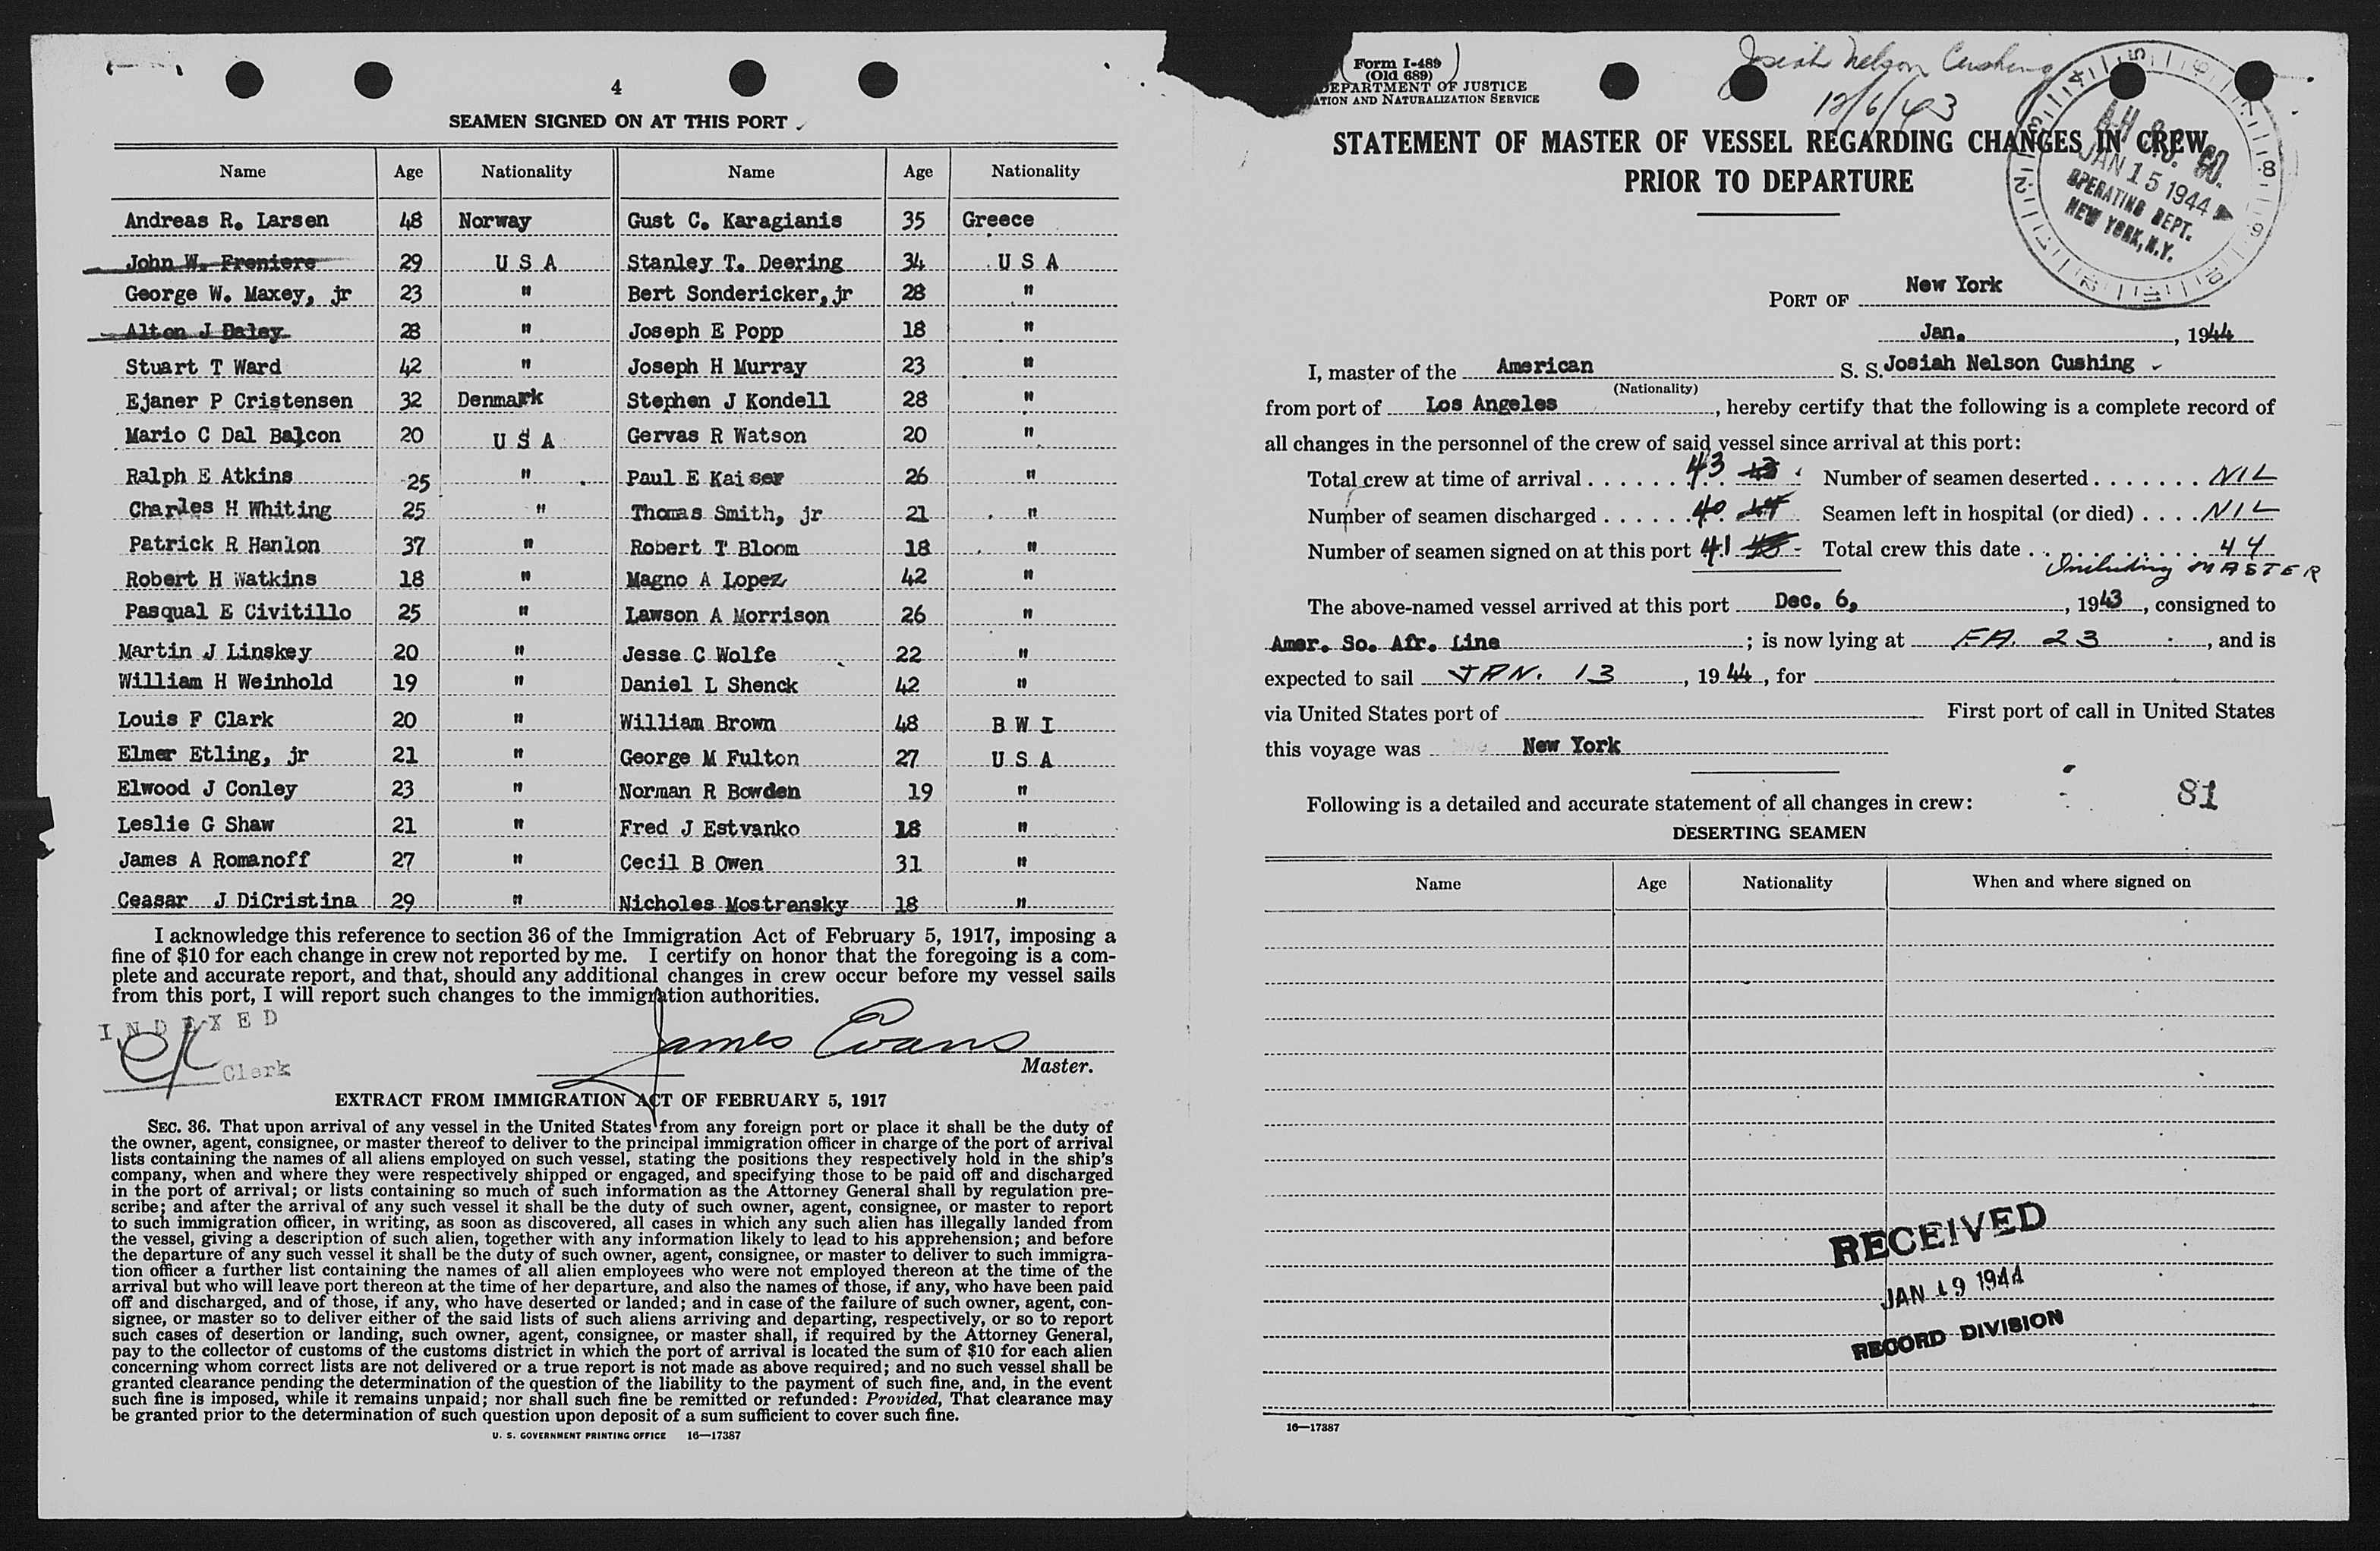 4
SEAMEN SIGNED ON AT THIS PORT
Name Age Nationality Name Age Nationality
Andreas R. Larsen 48 Norway Gust C. Karagianis 35 Greece
John W. Freniere 29 U S A Stanley T. Deering 34 U S A
George W. Maxey, jr 23 " Bert Sondericker, jr 28 "
Alton J Daley 28 " Joseph E Popp 18 "
Stuart T Ward 42 " Joseph H Murray 23 "
Ejaner P Cristensen 32 Denmark Stephen J Kondell 28 "
Mario C Dal Balcon 20 U S A Gervas R Watson 20 "
Ralph E Atkins 25 " Paul E Kaiser 26 "
Charles H Whiting 25 " Thomas Smith, jr 21 "
Patrick R Hanlon 37 " Robert T Bloom 18 "
Robert H Watkins 18 " Magno A Lopez 42 "
Pasqual E Civitillo 25 " Lawson A Morrison 26 "
Martin J Linskey 20 " Jesse C Wolfe 22 "
William H Weinhold 19 " Daniel L Shenck 42 "
Louis F Clark 20 " William Brown 48 B W I
Elmer Etling, jr 21 " George M Fulton 27 U S A
Elwood J Conley 23 " Norman R Bowden 19 "
Leslie G Shaw 21 " Fred J Estvanko 18 "
James A Romanoff 27 " Cecil B Owen 31 "
Ceasar J DiCristina 29 " Nicholes Mostransky 18 "
I acknowledge this reference to section 36 of the Immigration Act of February 5, 1917, imposing a
fine of $10 for each change in crew not reported by me. I certify on honor that the foregoing is a com-
plete and accurate report, and that, should any additional changes in crew occur before my vessel sails
from this port, I will report such changes to the immigration authorities.
INDEXED
Clerk
James Evans
Master.
EXTRACT FROM IMMIGRATION ACT OF FEBRUARY 5, 1917
SEC. 36. That upon arrival of any vessel in the United States from any foreign port or place it shall be the duty of
the owner, agent, consignee, or master thereof to deliver to the principal immigration officer in charge of the port of arrival
lists containing the names of all aliens employed on such vessel, stating the positions they respectively hold in the ship's
company, when and where they were respectively shipped or engaged, and specifying those to be paid off and discharged
in the port of arrival; or lists containing so much of such information as the Attorney General shall by regulation pre-
scribe; and after the arrival of any such vessel it shall be the duty of such owner, agent, consignee, or master to report
to such immigration officer, in writing, as soon as discovered, all cases in which any such alien has illegally landed from
the vessel, giving a description of such alien, together with any information likely to lead to his apprehension; and before
the departure of any such vessel it shall be the duty of such owner, agent, consignee, or master to deliver to such immigra-
tion officer a further list containing the names of all alien employees who were not employed thereon at the time of the
arrival but who will leave port thereon at the time of her departure, and also the names of those, if any, who have been paid
off and discharged, and of those, if any, who have deserted or landed; and in case of the failure of such owner, agent, con-
signee, or master so to deliver either of the said lists of such aliens arriving and departing, respectively, or so to report
such cases of desertion or landing, such owner, agent, consignee, or master shall, if required by the Attorney General,
pay to the collector of customs of the customs district in which the port of arrival is located the sum of $10 for each alien
concerning whom correct lists are not delivered or a true report is not made as above required; and no such vessel shall be
granted clearance pending the determination of the question of the liability to the payment of such fine, and, in the event
such fine is imposed, while it remains unpaid; nor shall such fine be remitted or refunded: Provided, That clearance may
be granted prior to the determination of such question upon deposit of a sum sufficient to cover such fine.
U. S. GOVERNMENT PRINTING OFFICE 16—17387
Form I-489
(Old 689)
DEPARTMENT OF JUSTICE
ATION AND NATURALIZATION SERVICE
Josiah Nelson Cushing
12/6/43
JAN 15 1944
OPERATING DEPT.
NEW YORK, N.Y.
STATEMENT OF MASTER OF VESSEL REGARDING CHANGES IN CREW
PRIOR TO DEPARTURE
PORT OF New York
Jan. , 1944
I, master of the American S. S. Josiah Nelson Cushing
(Nationality)
from port of Los Angeles, hereby certify that the following is a complete record of
all changes in the personnel of the crew of said vessel since arrival at this port:
Total crew at time of arrival 43 Number of seamen deserted NIL
Number of seamen discharged 40 Seamen left in hospital (or died) NIL
Number of seamen signed on at this port 41 Total crew this date 44
Including MASTER
The above-named vessel arrived at this port Dec. 6, , 1943, consigned to
Amer. So. Afr. Line ; is now lying at EA. 23 , and is
expected to sail JAN. 13 , 1944, for
via United States port of First port of call in United States
this voyage was New York
81
Following is a detailed and accurate statement of all changes in crew:
DESERTING SEAMEN
Name Age Nationality When and where signed on
RECEIVED
JAN 19 1944
RECORD DIVISION
16—17387